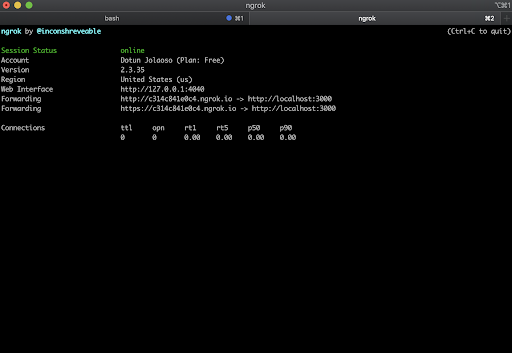 ngrok
⌥⌘1
bash ⌘1 ngrok ⌘2
ngrok by @inconshreveable (Ctrl+C to quit)
Session Status online
Account Dotun Jolaoso (Plan: Free)
Version 2.3.35
Region United States (us)
Web Interface http://127.0.0.1:4040
Forwarding http://c314c841e0c4.ngrok.io -> http://localhost:3000
Forwarding https://c314c841e0c4.ngrok.io -> http://localhost:3000
Connections ttl opn rt1 rt5 p50 p90
0 0 0.00 0.00 0.00 0.00